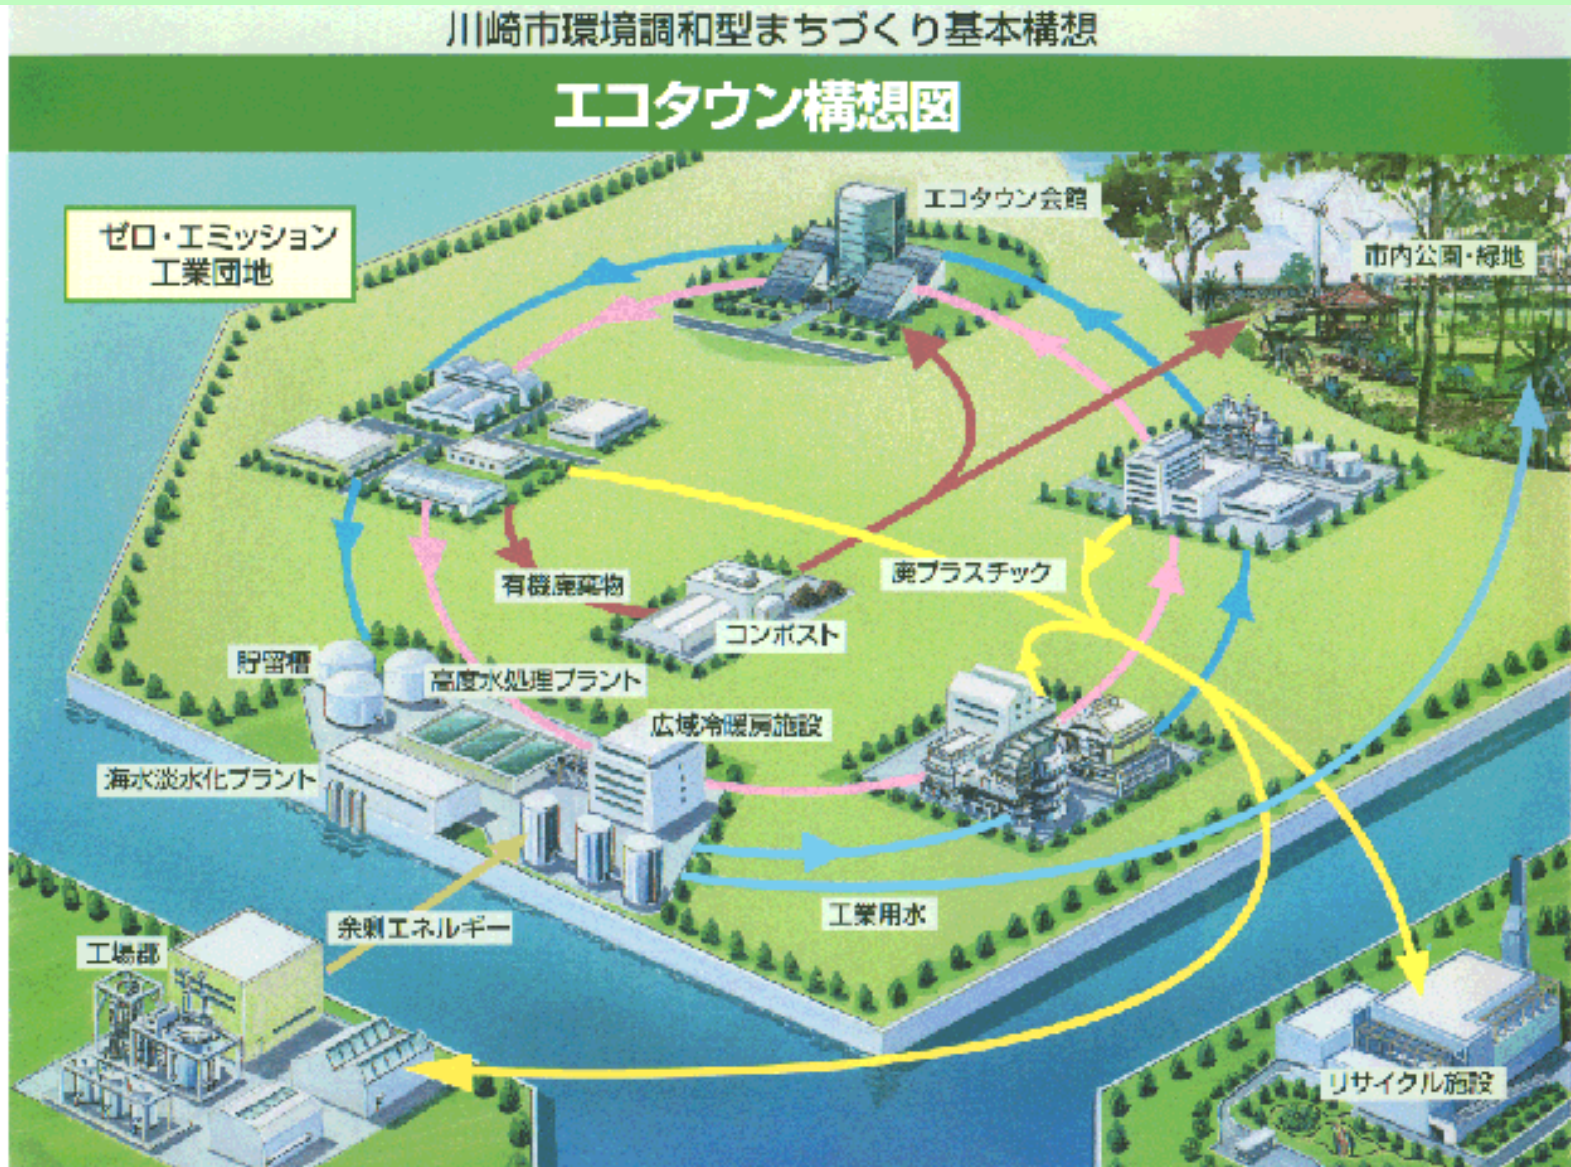 川崎市環境調和型まちづくり基本構想
エコタウン構想図
エコタウン会館
ゼロ・エミッション
工業団地
市内公園・緑地
廃プラスチック
有機廃棄物
コンポスト
貯留槽
高度水処理プラント
広域冷暖房施設
海水淡水化プラント
工業用水
余剰エネルギー
工場群
リサイクル施設